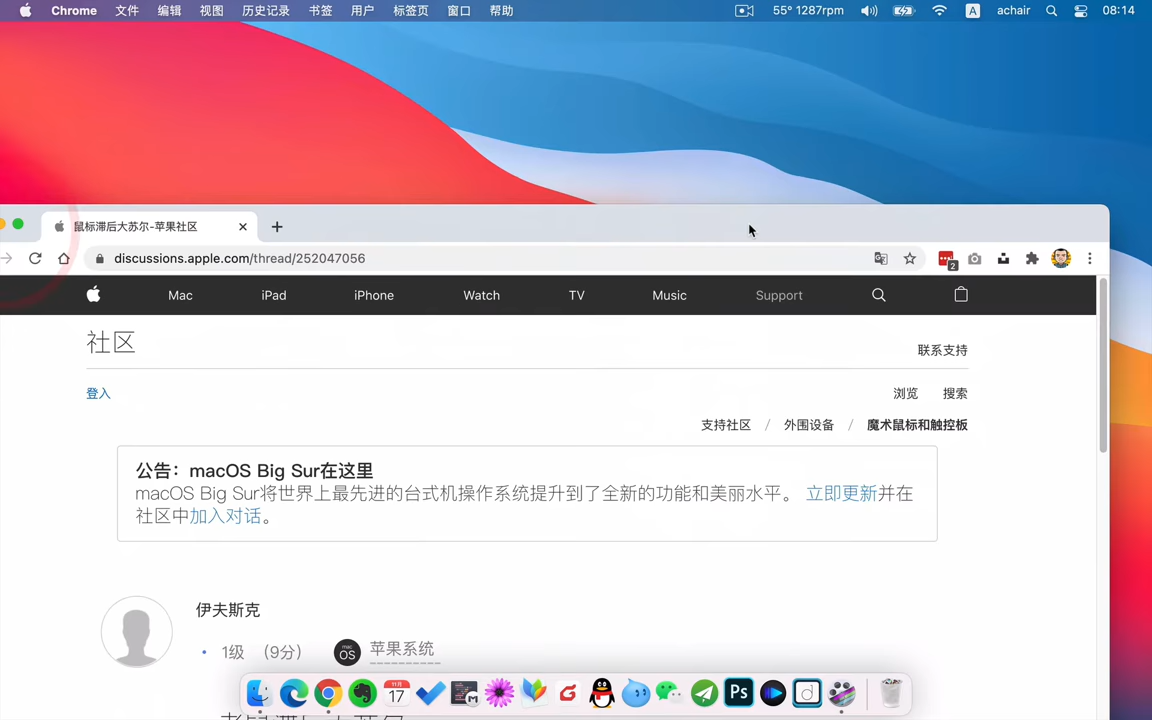 Chrome 文件 编辑 视图 历史记录 书签 用户 标签页 窗口 帮助 55° 1287rpm A achair 08:14
鼠标滞后大苏尔-苹果社区
discussions.apple.com/thread/252047056
2
Mac iPad iPhone Watch TV Music Support
社区
联系支持
登入 浏览 搜索
支持社区 / 外围设备 / 魔术鼠标和触控板
公告：macOS Big Sur在这里
macOS Big Sur将世界上最先进的台式机操作系统提升到了全新的功能和美丽水平。 立即更新并在
社区中加入对话。
伊夫斯克
1级 （9分） mac OS 苹果系统
11月 17 Ps d